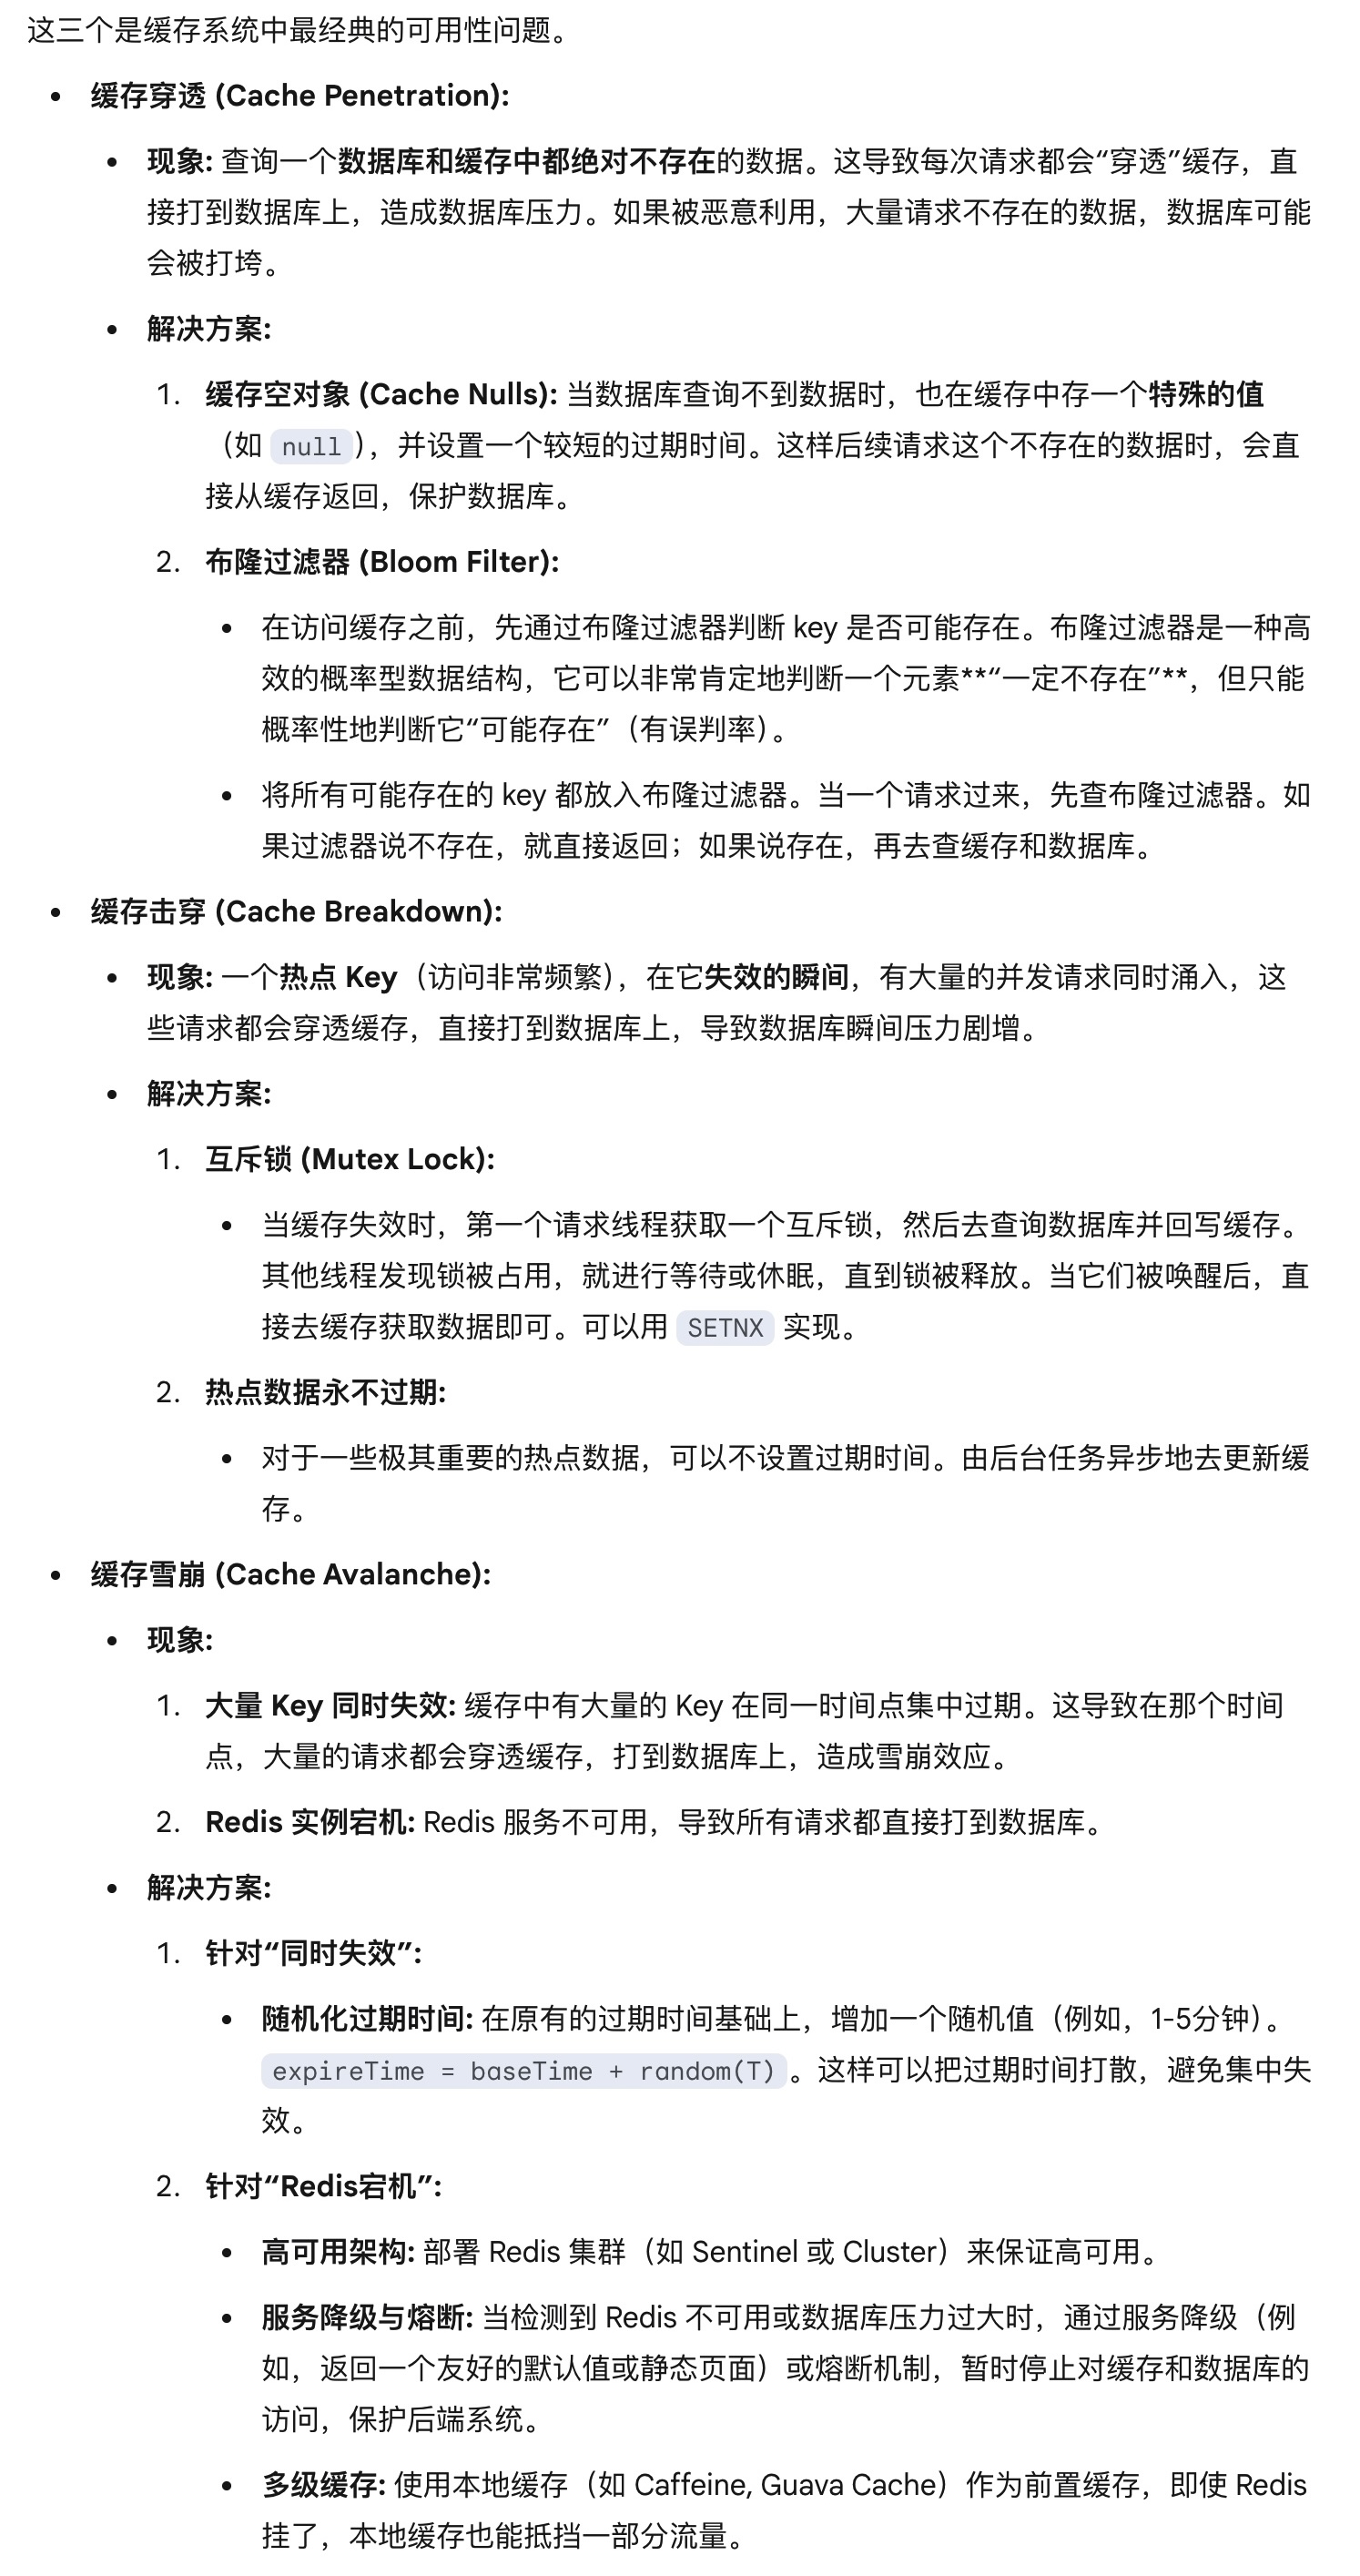 这三个是缓存系统中最经典的可用性问题。
• 缓存穿透 (Cache Penetration):
• 现象: 查询一个数据库和缓存中都绝对不存在的数据。这导致每次请求都会“穿透”缓存，直
接打到数据库上，造成数据库压力。如果被恶意利用，大量请求不存在的数据，数据库可能
会被打垮。
• 解决方案:
1. 缓存空对象 (Cache Nulls): 当数据库查询不到数据时，也在缓存中存一个特殊的值
（如 null），并设置一个较短的过期时间。这样后续请求这个不存在的数据时，会直
接从缓存返回，保护数据库。
2. 布隆过滤器 (Bloom Filter):
• 在访问缓存之前，先通过布隆过滤器判断 key 是否可能存在。布隆过滤器是一种高
效的概率型数据结构，它可以非常肯定地判断一个元素**“一定不存在”**，但只能
概率性地判断它“可能存在”（有误判率）。
• 将所有可能存在的 key 都放入布隆过滤器。当一个请求过来，先查布隆过滤器。如
果过滤器说不存在，就直接返回；如果说存在，再去查缓存和数据库。
• 缓存击穿 (Cache Breakdown):
• 现象: 一个热点 Key（访问非常频繁），在它失效的瞬间，有大量的并发请求同时涌入，这
些请求都会穿透缓存，直接打到数据库上，导致数据库瞬间压力剧增。
• 解决方案:
1. 互斥锁 (Mutex Lock):
• 当缓存失效时，第一个请求线程获取一个互斥锁，然后去查询数据库并回写缓存。
其他线程发现锁被占用，就进行等待或休眠，直到锁被释放。当它们被唤醒后，直
接去缓存获取数据即可。可以用 SETNX 实现。
2. 热点数据永不过期:
• 对于一些极其重要的热点数据，可以不设置过期时间。由后台任务异步地去更新缓
存。
• 缓存雪崩 (Cache Avalanche):
• 现象:
1. 大量 Key 同时失效: 缓存中有大量的 Key 在同一时间点集中过期。这导致在那个时间
点，大量的请求都会穿透缓存，打到数据库上，造成雪崩效应。
2. Redis 实例宕机: Redis 服务不可用，导致所有请求都直接打到数据库。
• 解决方案:
1. 针对“同时失效”:
• 随机化过期时间: 在原有的过期时间基础上，增加一个随机值（例如，1-5分钟）。
expireTime = baseTime + random(T)。这样可以把过期时间打散，避免集中失
效。
2. 针对“Redis宕机”:
• 高可用架构: 部署 Redis 集群（如 Sentinel 或 Cluster）来保证高可用。
• 服务降级与熔断: 当检测到 Redis 不可用或数据库压力过大时，通过服务降级（例
如，返回一个友好的默认值或静态页面）或熔断机制，暂时停止对缓存和数据库的
访问，保护后端系统。
• 多级缓存: 使用本地缓存（如 Caffeine, Guava Cache）作为前置缓存，即使 Redis
挂了，本地缓存也能抵挡一部分流量。